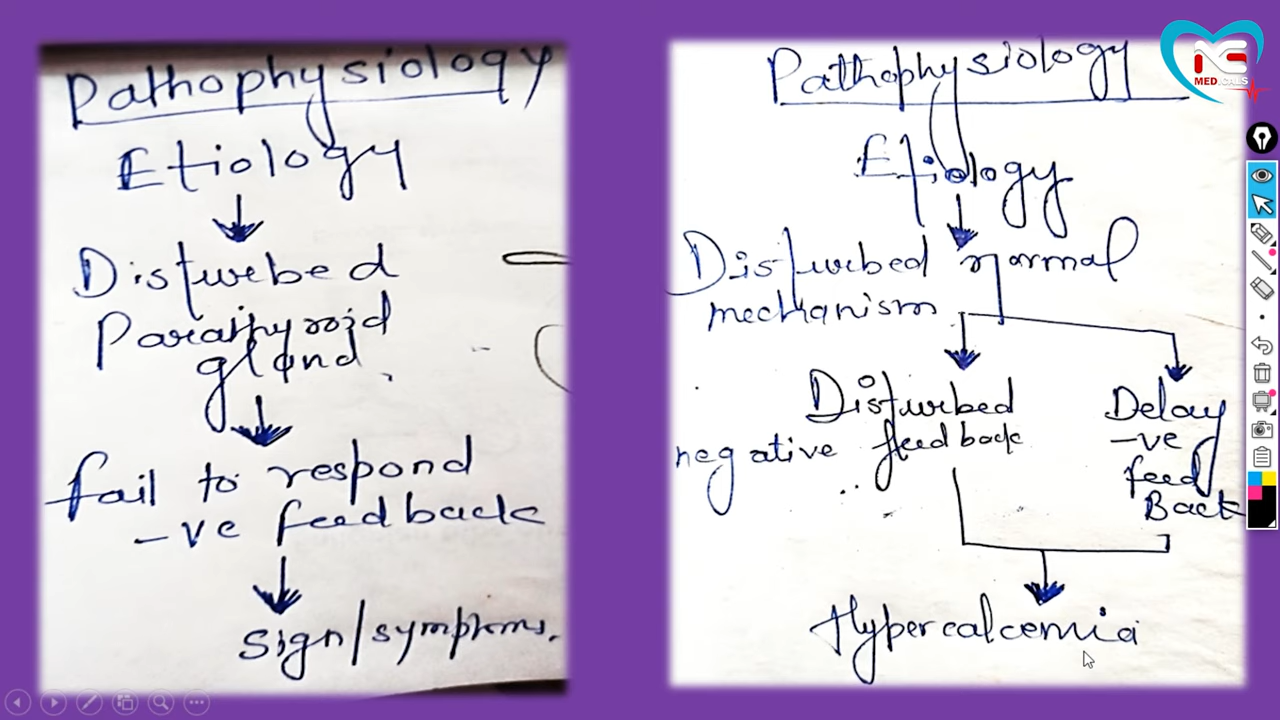 Pathophysiology
Etiology
Disturbed
Parathyroid
gland
fail to respond
-ve feedback
sign/symptoms.
Pathophysiology
Etiology
Disturbed normal
mechanism
Disturbed
negative feedback
Delay
-ve
feed
Back
Hypercalcemia
MEDICALS